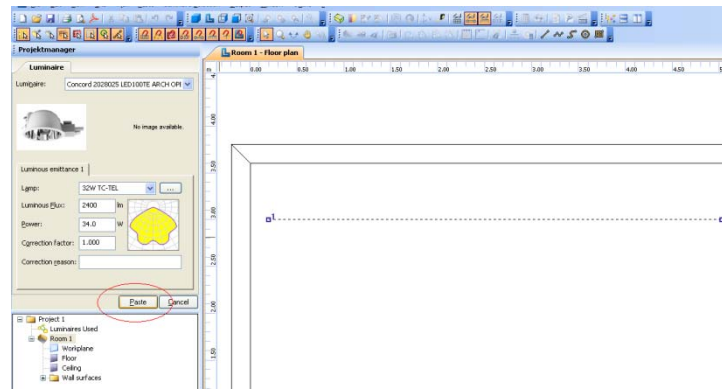 Projektmanager
Luminaire
Luminaire: Concord 2028025 LED100TE ARCH OPI
No image available.
Luminous emittance 1
Lamp: 32W TC-TEL ...
Luminous Flux: 2400 lm
Power: 34.0 W
Correction factor: 1.000
Correction reason:
Paste Cancel
Project 1
Luminaires Used
Room 1
Workplane
Floor
Ceiling
Wall surfaces
Room 1 - Floor plan
m 0.00 0.50 1.00 1.50 2.00 2.50 3.00 3.50 4.00 4.50
4.00
3.50
3.00
2.50
2.00
1.50
1